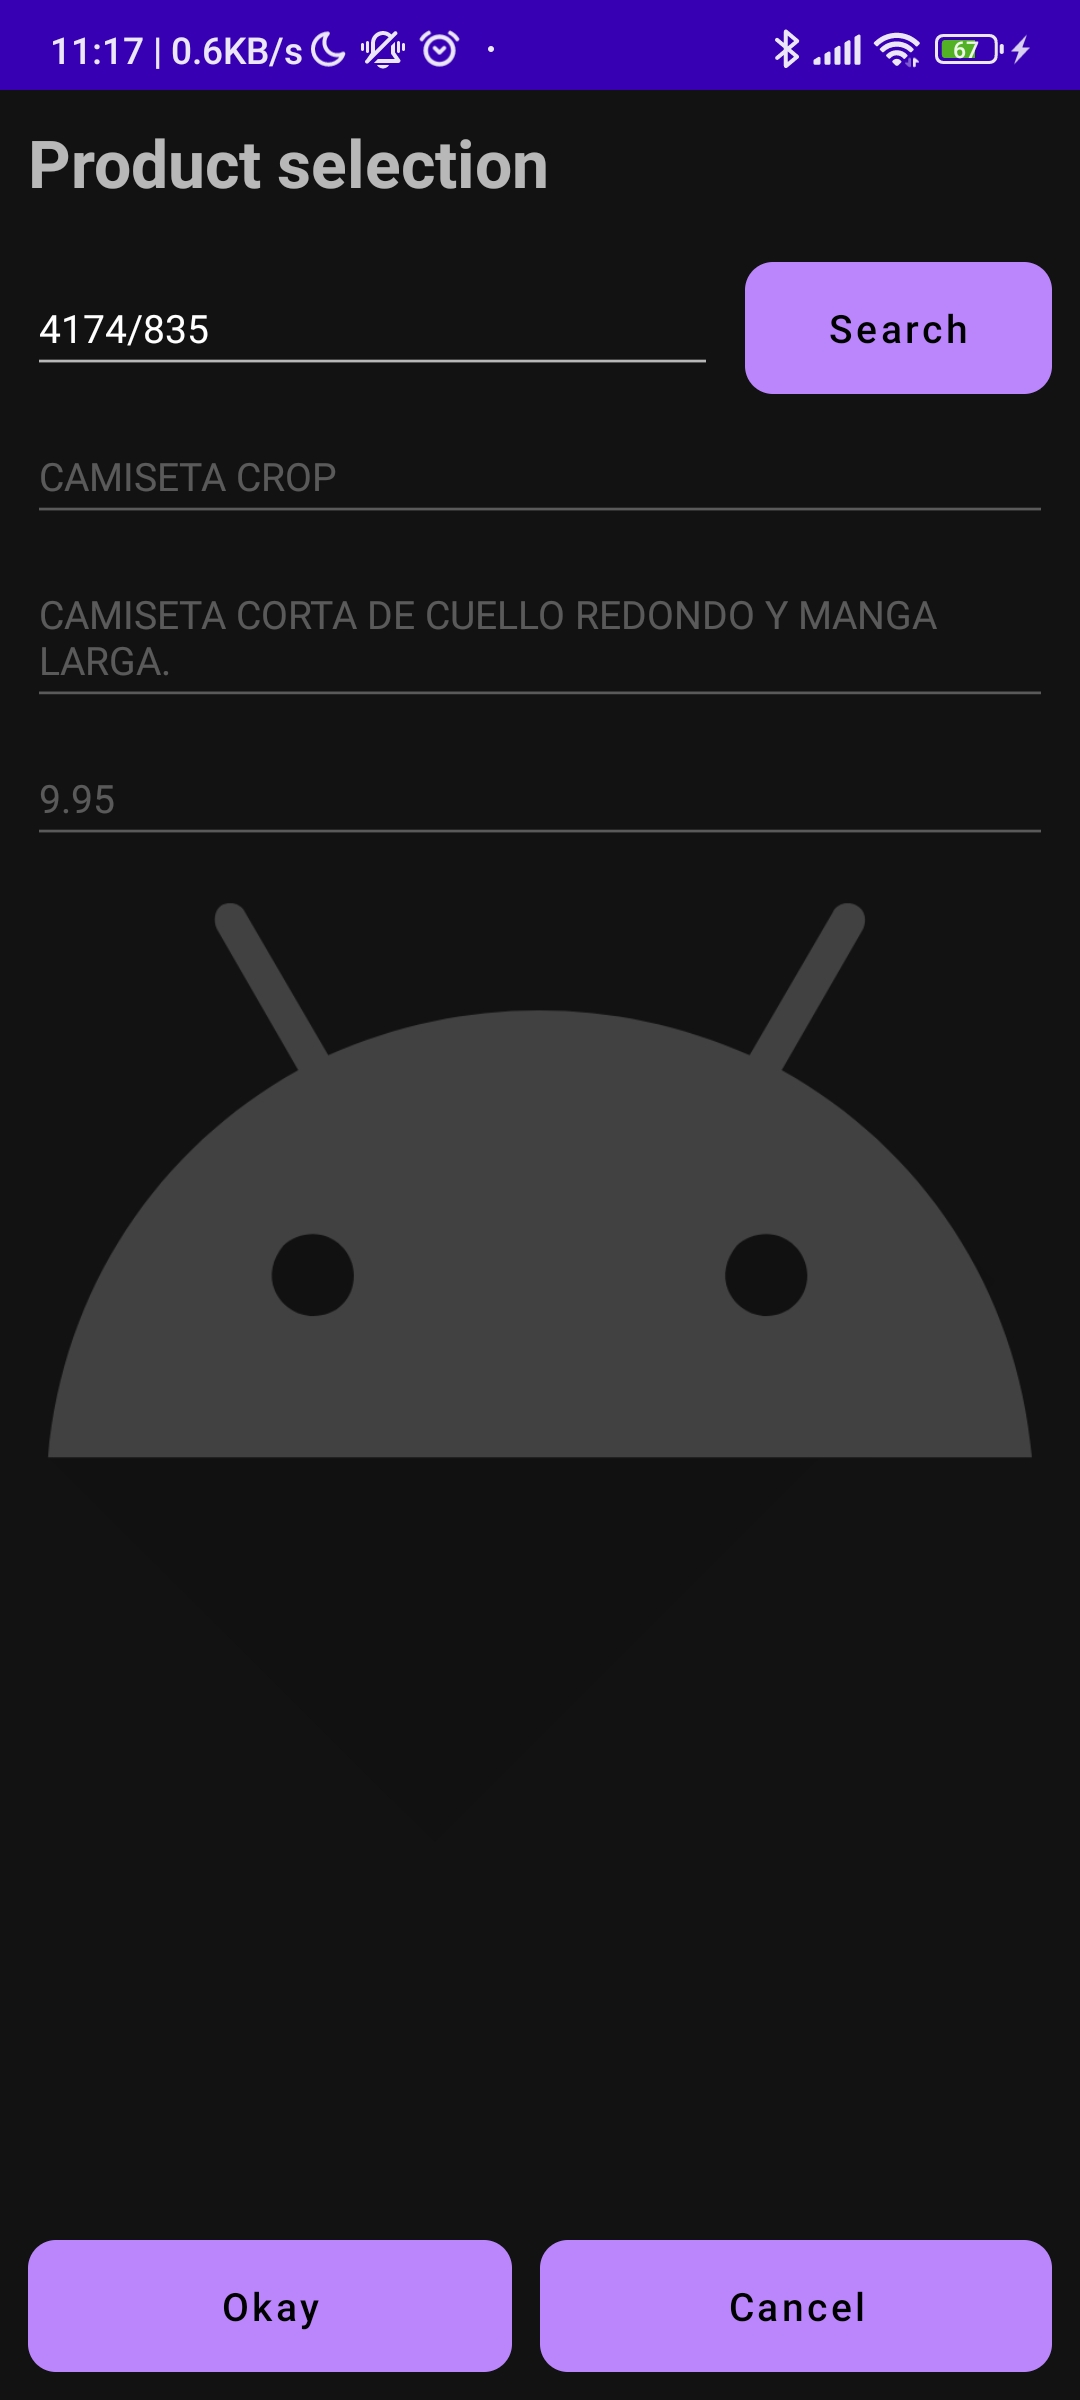 11:17 | 0.6KB/s
67
Product selection
4174/835
Search
CAMISETA CROP
CAMISETA CORTA DE CUELLO REDONDO Y MANGA
LARGA.
9.95
Okay
Cancel